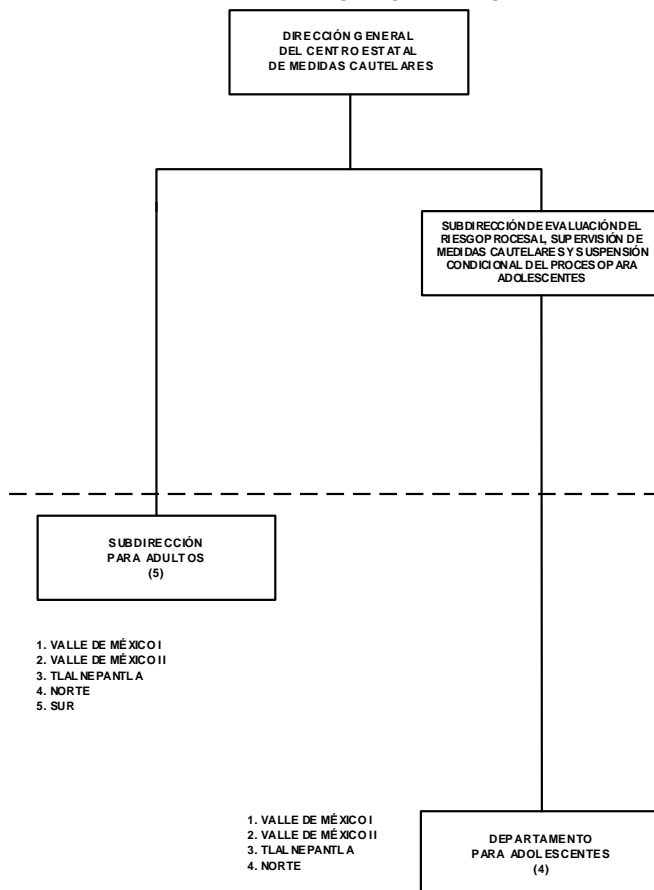 DIRECCIÓN GENERAL
DEL CENTRO ESTATAL
DE MEDIDAS CAUTELARES
SUBDIRECCIÓN DE EVALUACIÓN DEL
RIESGO PROCESAL, SUPERVISIÓN DE
MEDIDAS CAUTELARES Y SUSPENSIÓN
CONDICIONAL DEL PROCESO PARA
ADOLESCENTES
SUBDIRECCIÓN
PARA ADULTOS
(5)
1. VALLE DE MÉXICO I
2. VALLE DE MÉXICO II
3. TLALNEPANTLA
4. NORTE
5. SUR
1. VALLE DE MÉXICO I
2. VALLE DE MÉXICO II
3. TLALNEPANTLA
4. NORTE
DEPARTAMENTO
PARA ADOLESCENTES
(4)